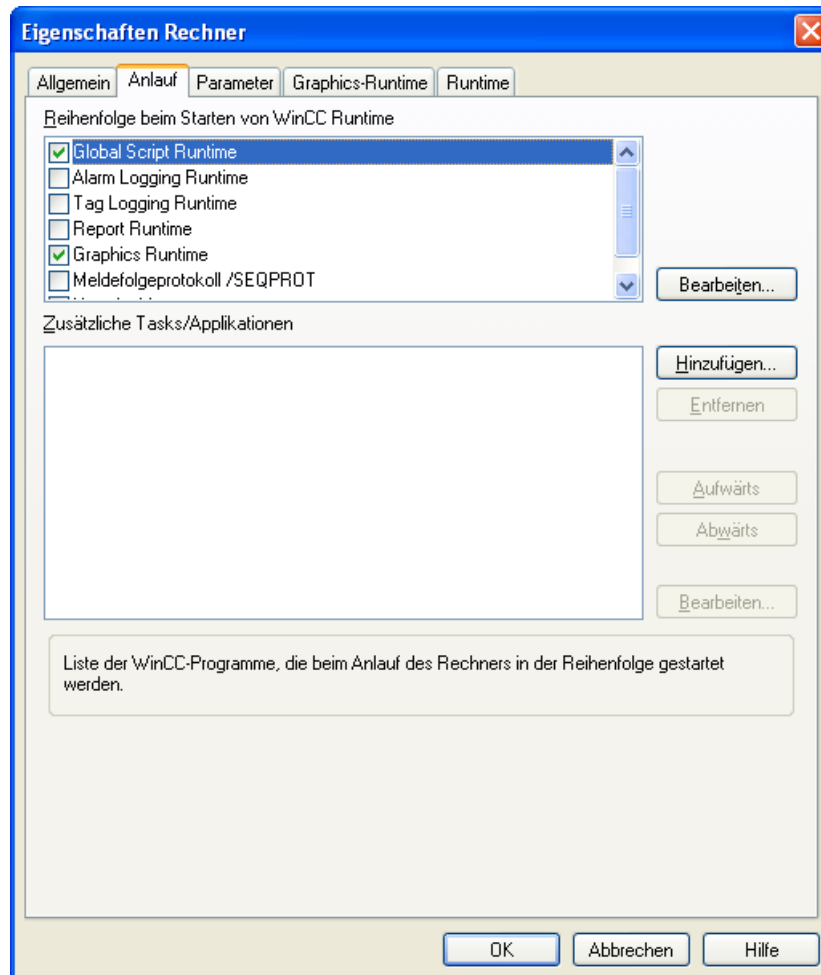 Eigenschaften Rechner
Allgemein Anlauf Parameter Graphics-Runtime Runtime
Reihenfolge beim Starten von WinCC Runtime
Global Script Runtime
Alarm Logging Runtime
Tag Logging Runtime
Report Runtime
Graphics Runtime
Meldefolgeprotokoll /SEQPROT
Bearbeiten...
Zusätzliche Tasks/Applikationen
Hinzufügen...
Entfernen
Aufwärts
Abwärts
Bearbeiten...
Liste der WinCC-Programme, die beim Anlauf des Rechners in der Reihenfolge gestartet
werden.
OK Abbrechen Hilfe